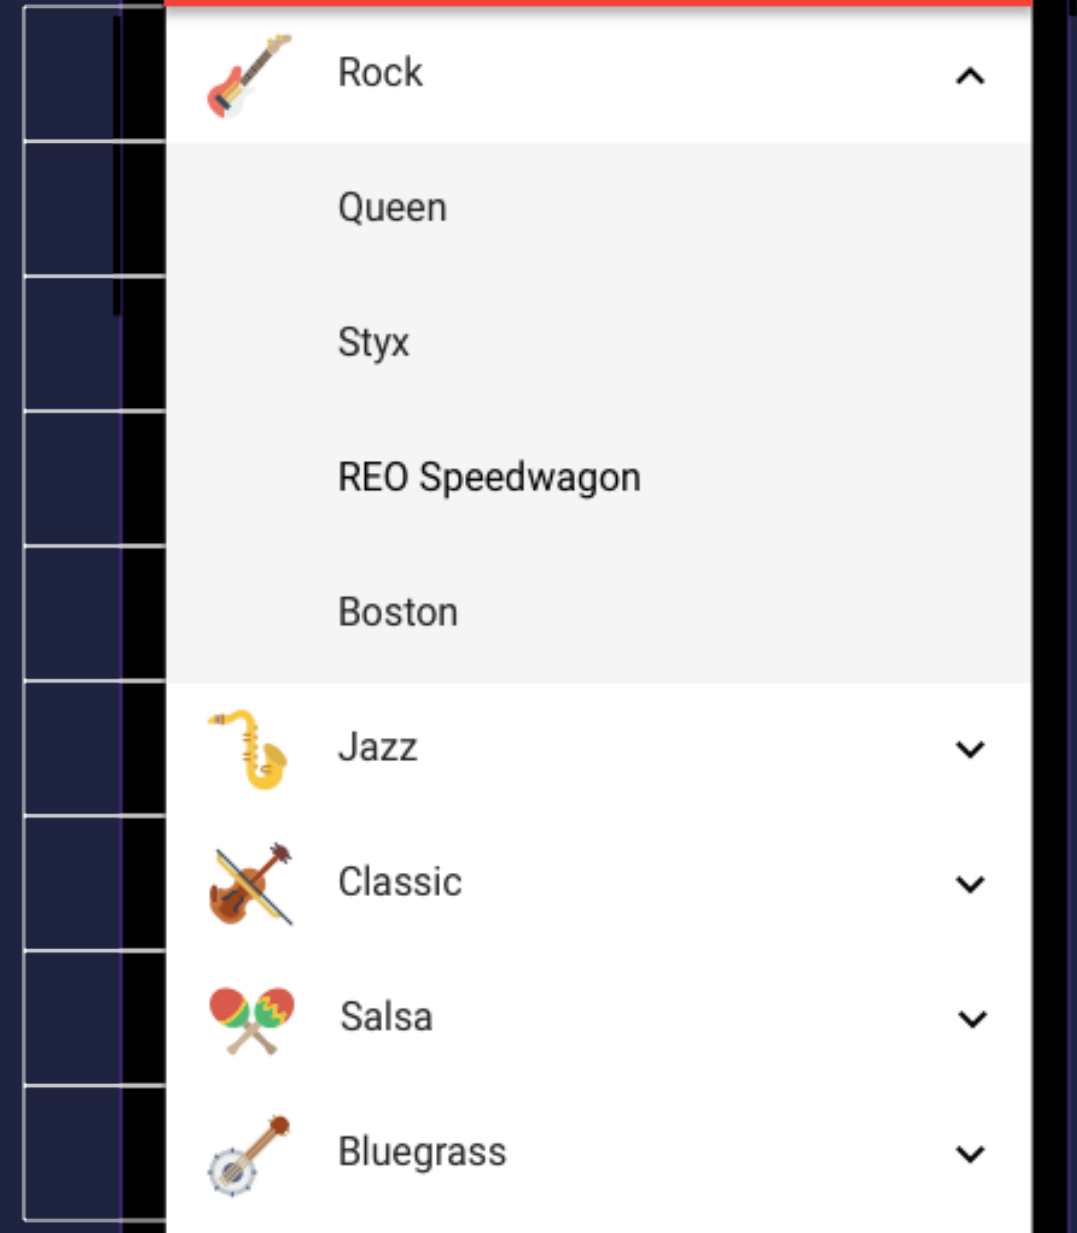 Rock
Queen
Styx
REO Speedwagon
Boston
Jazz
Classic
Salsa
Bluegrass